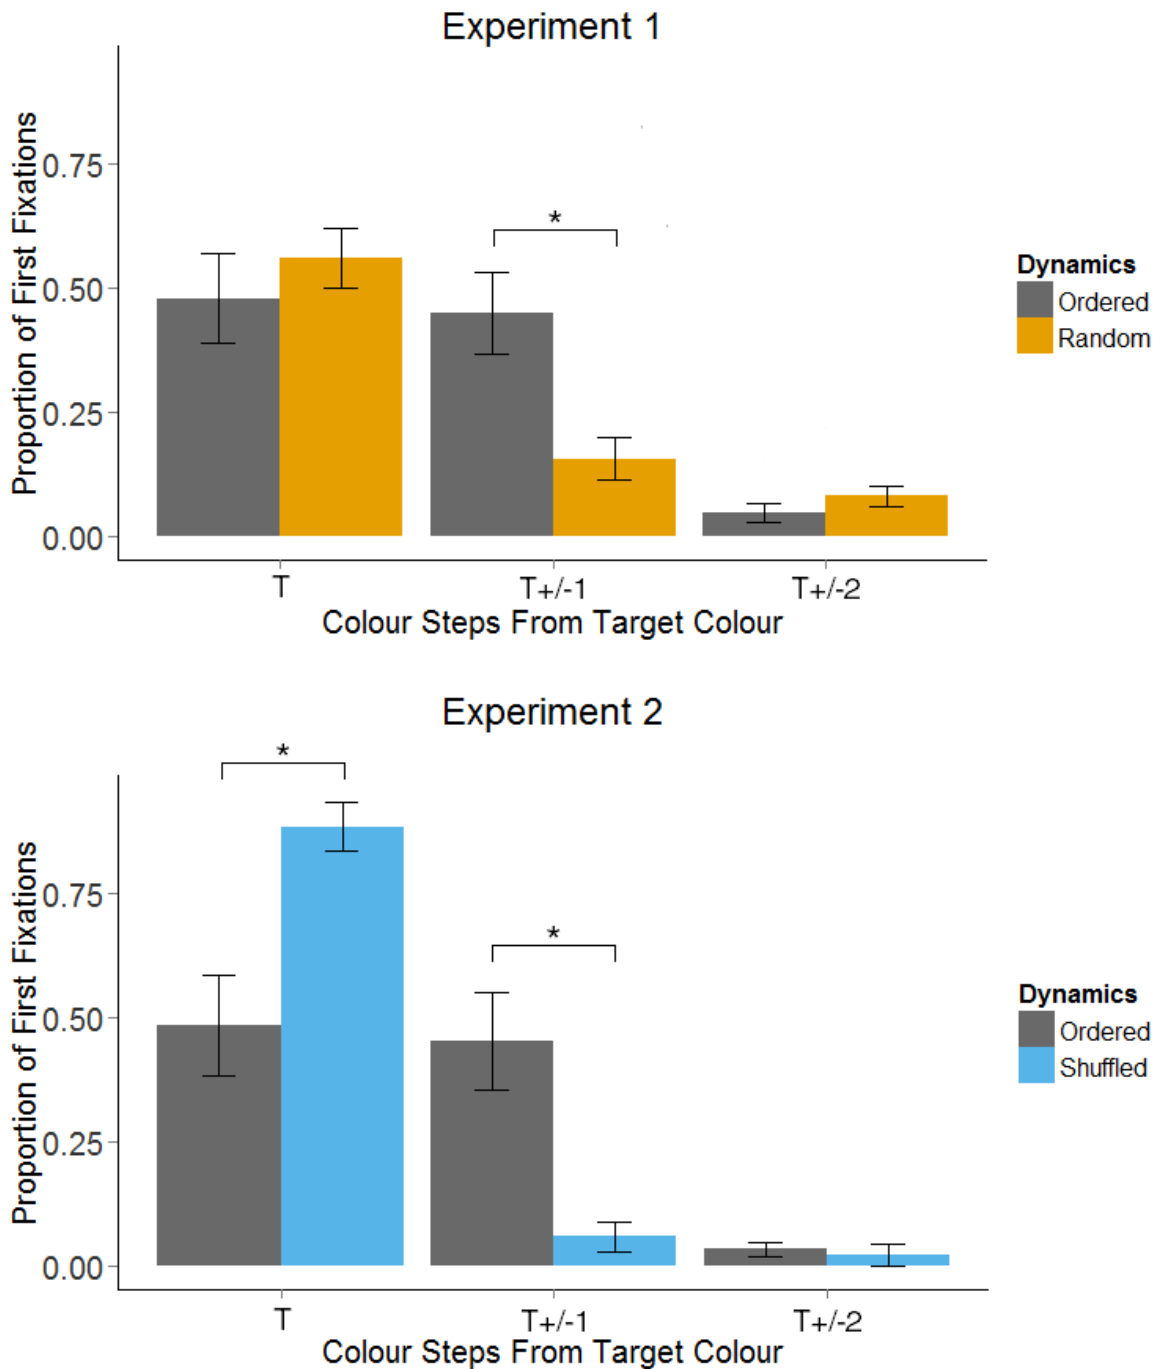 Experiment 1
Proportion of First Fixations
0.75
0.50
0.25
0.00
*
T
T+/-1
T+/-2
Colour Steps From Target Colour
Dynamics
Ordered
Random
Experiment 2
Proportion of First Fixations
0.75
0.50
0.25
0.00
*
*
T
T+/-1
T+/-2
Colour Steps From Target Colour
Dynamics
Ordered
Shuffled